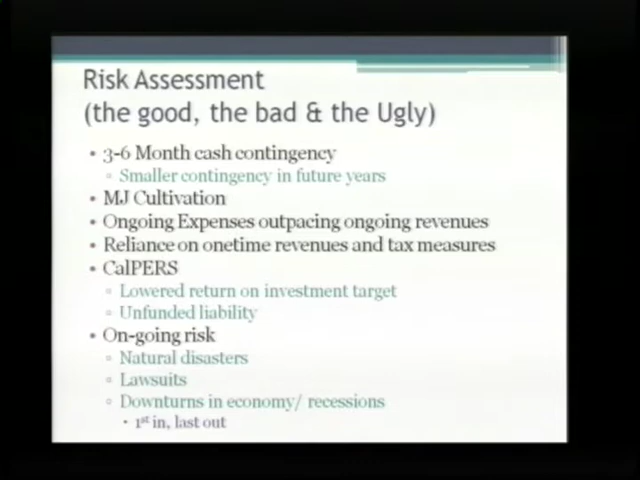 Risk Assessment
(the good, the bad & the Ugly)
• 3-6 Month cash contingency
▫ Smaller contingency in future years
• MJ Cultivation
• Ongoing Expenses outpacing ongoing revenues
• Reliance on onetime revenues and tax measures
• CalPERS
▫ Lowered return on investment target
▫ Unfunded liability
• On-going risk
▫ Natural disasters
▫ Lawsuits
▫ Downturns in economy/ recessions
• 1st in, last out